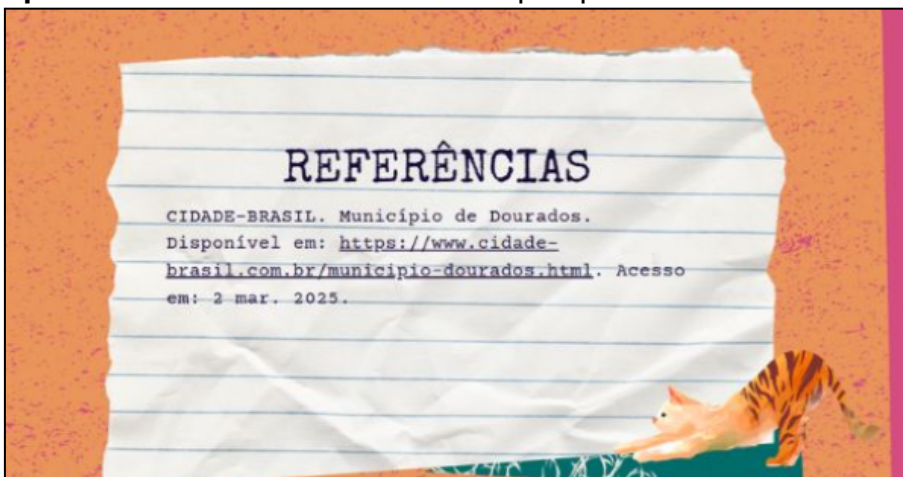 REFERÊNCIAS
CIDADE-BRASIL. Município de Dourados.
Disponível em: https://www.cidade-
brasil.com.br/municipio-dourados.html. Acesso
em: 2 mar. 2025.